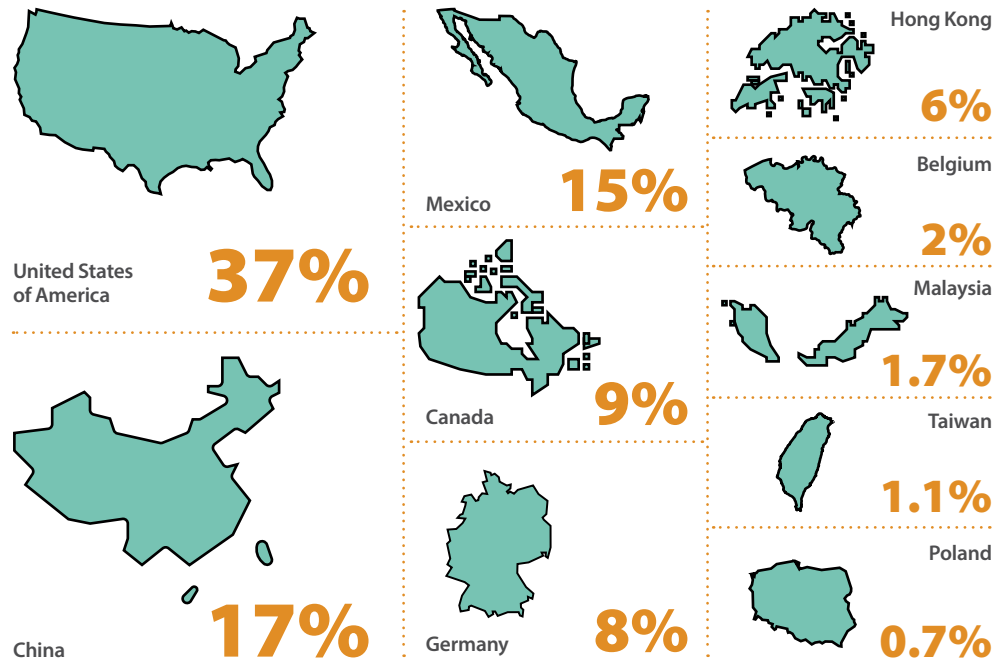 United States
of America
37%
China
17%
Mexico
15%
Canada
9%
Germany
8%
Hong Kong
6%
Belgium
2%
Malaysia
1.7%
Taiwan
1.1%
Poland
0.7%